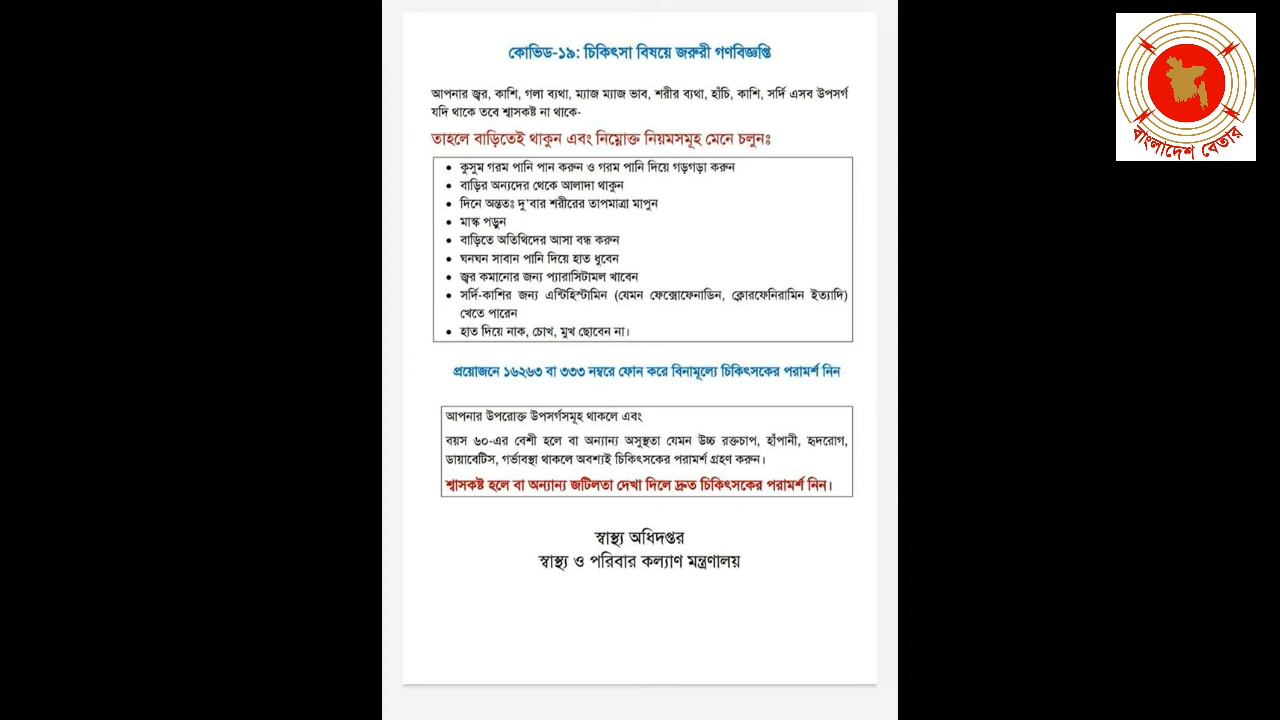 কোভিড-১৯: চিকিৎসা বিষয়ে জরুরী গণবিজ্ঞপ্তি
আপনার জ্বর, কাশি, গলা ব্যথা, ম্যাজ ম্যাজ ভাব, শরীর ব্যথা, হাঁচি, কাশি, সর্দি এসব উপসর্গ
যদি থাকে তবে শ্বাসকষ্ট না থাকে-
তাহলে বাড়িতেই থাকুন এবং নিম্নোক্ত নিয়মসমূহ মেনে চলুনঃ
• কুসুম গরম পানি পান করুন ও গরম পানি দিয়ে গড়গড়া করুন
• বাড়ির অন্যদের থেকে আলাদা থাকুন
• দিনে অন্ততঃ দু'বার শরীরের তাপমাত্রা মাপুন
• মাস্ক পড়ুন
• বাড়িতে অতিথিদের আসা বন্ধ করুন
• ঘনঘন সাবান পানি দিয়ে হাত ধুবেন
• জ্বর কমানোর জন্য প্যারাসিটামল খাবেন
• সর্দি-কাশির জন্য এন্টিহিস্টামিন (যেমন ফেক্সোফেনাডিন, ক্লোরফেনিরামিন ইত্যাদি)
খেতে পারেন
• হাত দিয়ে নাক, চোখ, মুখ ছোবেন না।
প্রয়োজনে ১৬২৬৩ বা ৩৩৩ নম্বরে ফোন করে বিনামূল্যে চিকিৎসকের পরামর্শ নিন
আপনার উপরোক্ত উপসর্গসমূহ থাকলে এবং
বয়স ৬০-এর বেশী হলে বা অন্যান্য অসুস্থতা যেমন উচ্চ রক্তচাপ, হাঁপানী, হৃদরোগ,
ডায়াবেটিস, গর্ভাবস্থা থাকলে অবশ্যই চিকিৎসকের পরামর্শ গ্রহণ করুন।
শ্বাসকষ্ট হলে বা অন্যান্য জটিলতা দেখা দিলে দ্রুত চিকিৎসকের পরামর্শ নিন।
স্বাস্থ্য অধিদপ্তর
স্বাস্থ্য ও পরিবার কল্যাণ মন্ত্রণালয়
বাংলাদেশ বেতার